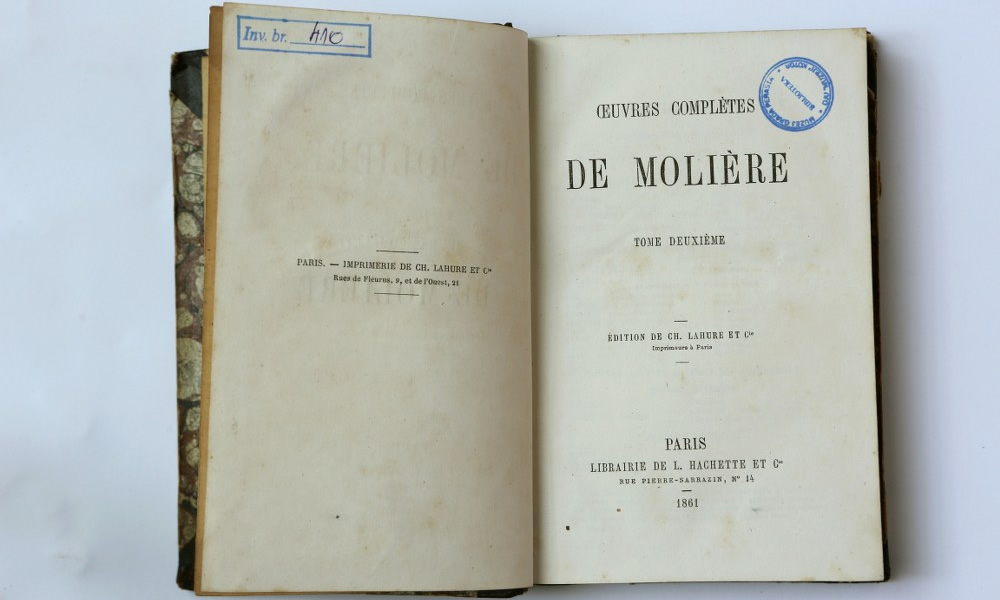 Inv. br. 410
PARIS. — IMPRIMERIE DE CH. LAHURE ET Cie
Rues de Fleurus, 9, et de l'Ouest, 21
ŒUVRES COMPLÈTES
DE MOLIÈRE
TOME DEUXIÈME
ÉDITION DE CH. LAHURE ET Cie
Imprimeurs à Paris
PARIS
LIBRAIRIE DE L. HACHETTE ET Cie
RUE PIERRE-SARRAZIN, N° 14
1861
BIBLIOTEKA